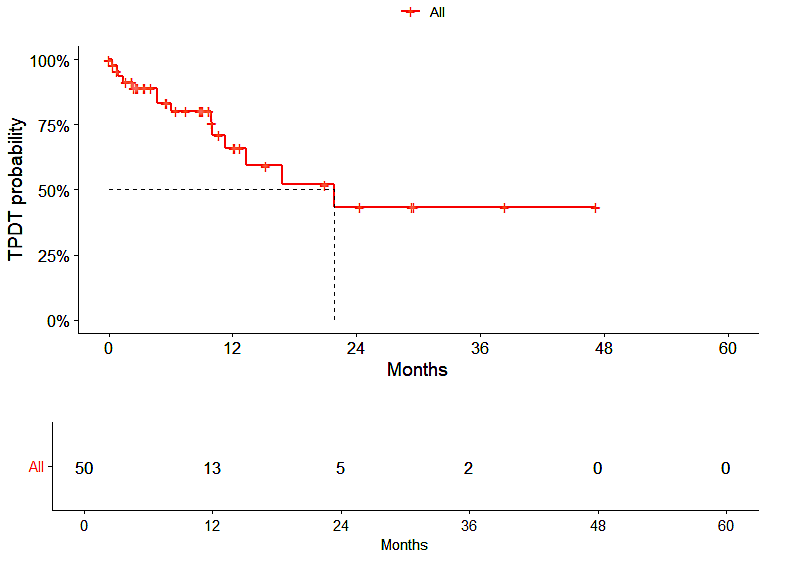 All
TPDT probability
100%
75%
50%
25%
0%
0 12 24 36 48 60
Months
All 50 13 5 2 0 0
0 12 24 36 48 60
Months